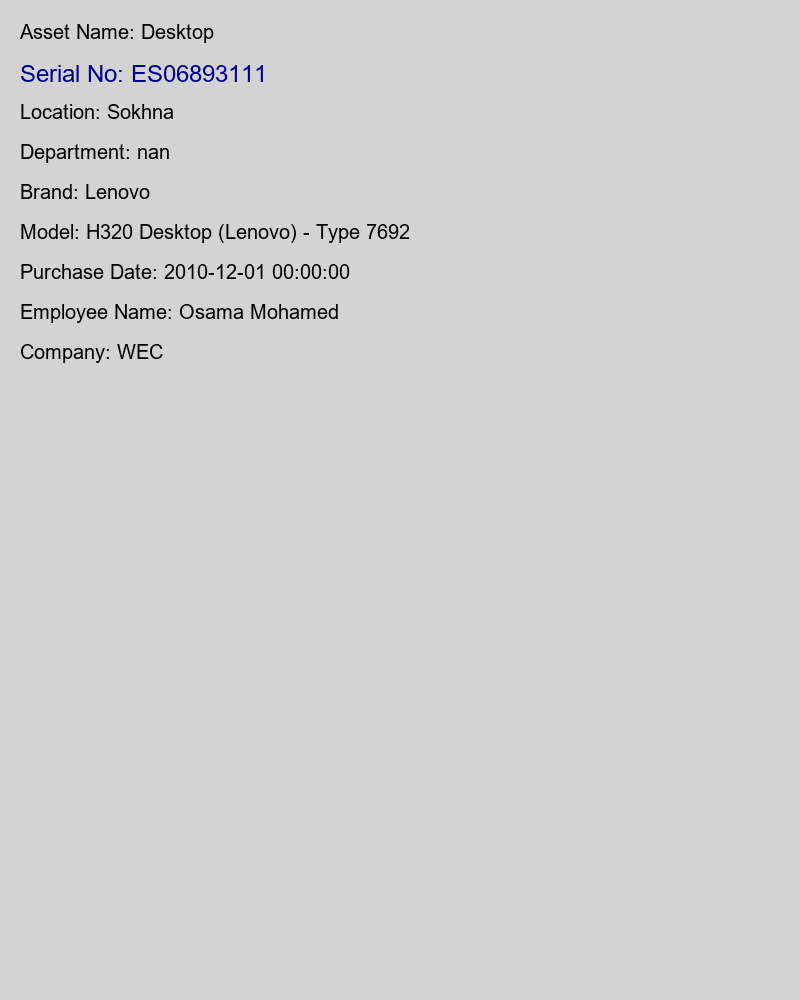 Asset Name: Desktop
Serial No: ES06893111
Location: Sokhna
Department: nan
Brand: Lenovo
Model: H320 Desktop (Lenovo) - Type 7692
Purchase Date: 2010-12-01 00:00:00
Employee Name: Osama Mohamed
Company: WEC